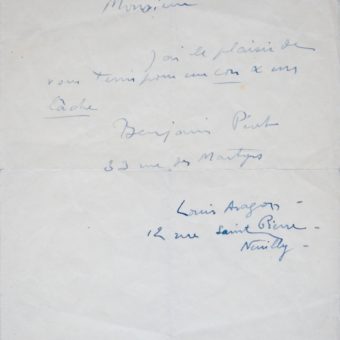 Monsieur
J'ai le plaisir de
vous tenir pour un con & un
lâche
Benjamin Péret
33 rue des Martyrs
Louis Aragon -
12 rue Saint Pierre -
Neuilly -